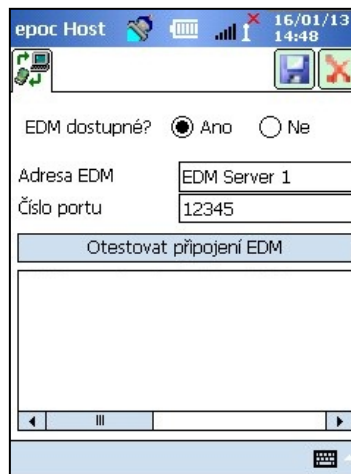 epoc Host 16/01/13
14:48
EDM dostupné? Ano Ne
Adresa EDM EDM Server 1
Číslo portu 12345
Otestovat připojení EDM